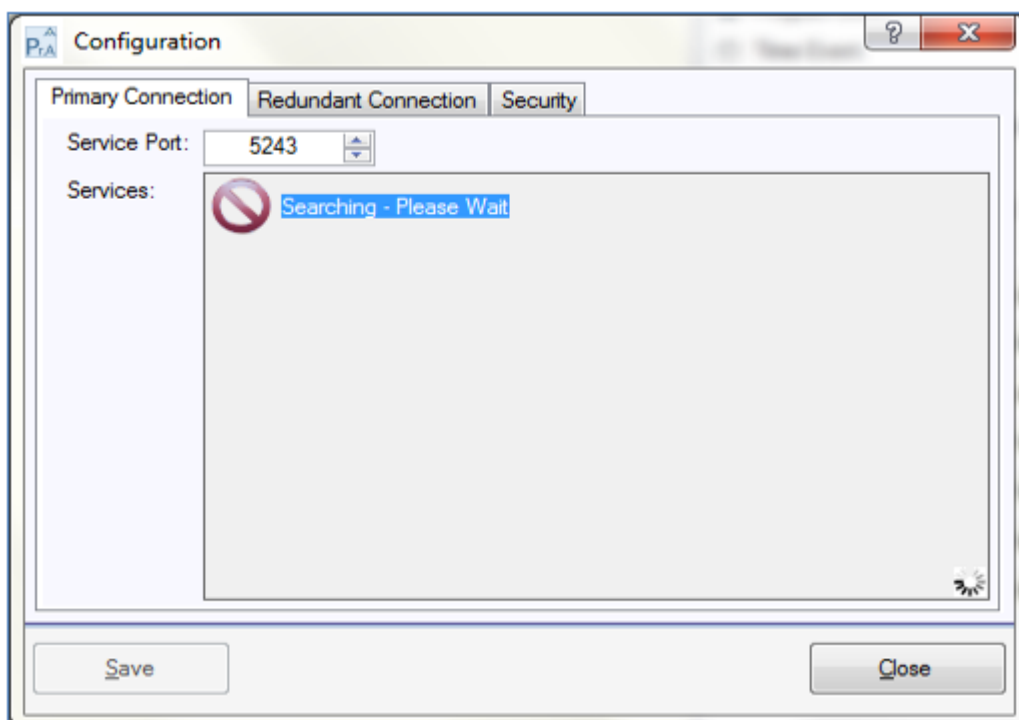 PrA Configuration ?
Primary Connection Redundant Connection Security
Service Port: 5243
Services: Searching - Please Wait
Save Close